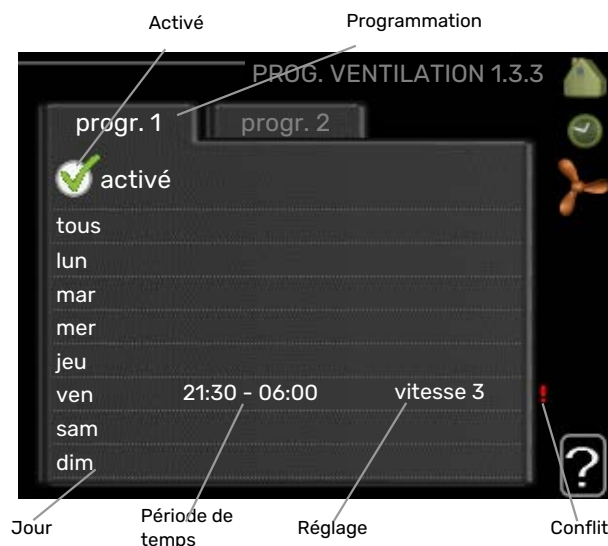 Activé
Programmation
PROG. VENTILATION 1.3.3
progr. 1
progr. 2
activé
tous
lun
mar
mer
jeu
ven 21:30 - 06:00 vitesse 3 !
sam
dim
?
Jour
Période de
temps
Réglage
Conflit